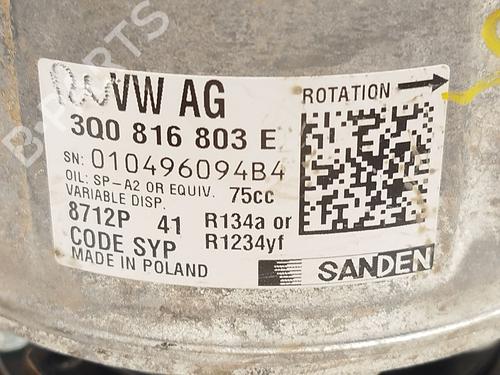 VW AG
ROTATION
3Q0 816 803 E
SN: 010496094B4
OIL: SP-A2 OR EQUIV. 75cc
VARIABLE DISP.
8712P 41 R134a or
CODE SYP R1234yf
MADE IN POLAND
SANDEN
B-PARTS